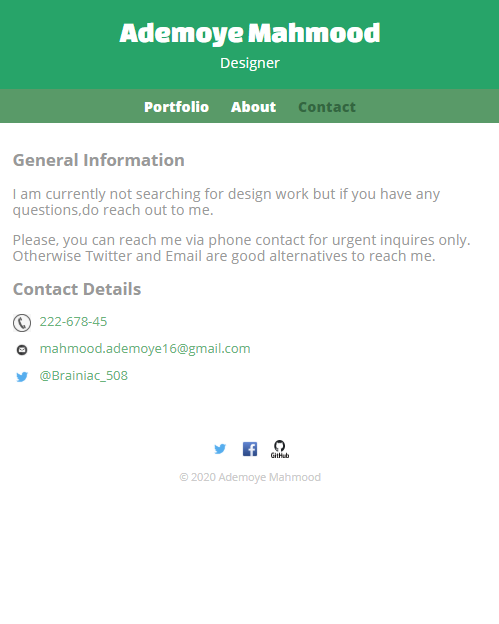 Ademoye Mahmood
Designer
Portfolio About Contact
General Information
I am currently not searching for design work but if you have any
questions,do reach out to me.
Please, you can reach me via phone contact for urgent inquires only.
Otherwise Twitter and Email are good alternatives to reach me.
Contact Details
222-678-45
mahmood.ademoye16@gmail.com
@Brainiac_508
GitHub
© 2020 Ademoye Mahmood